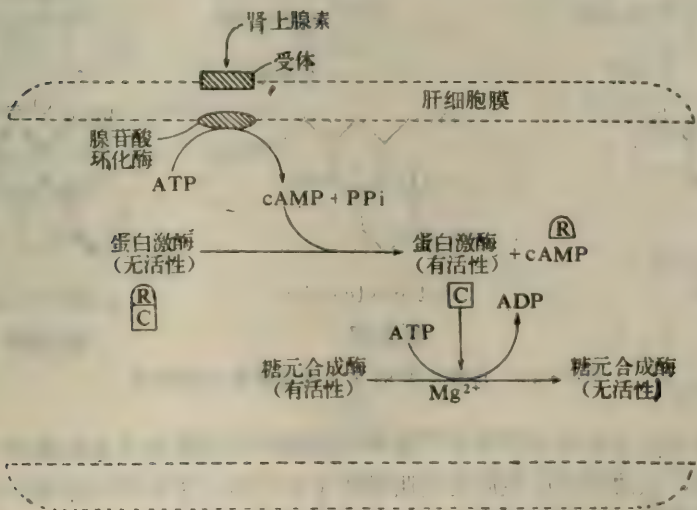 肾上腺素
受体
肝细胞膜
腺苷酸
环化酶
ATP
cAMP + PPi
蛋白激酶
(无活性)
R
C
蛋白激酶
(有活性)
+ cAMP
R
C
ATP
ADP
糖元合成酶
(有活性)
Mg²⁺
糖元合成酶
(无活性)